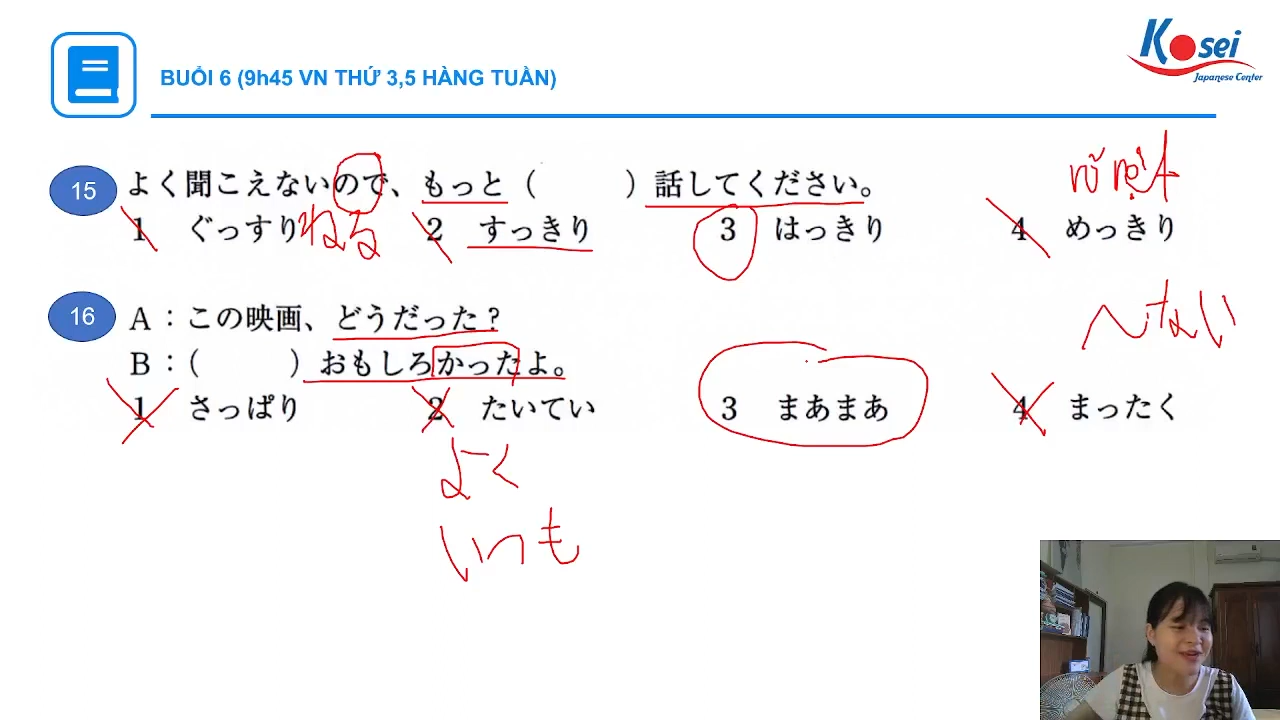 Kosei
Japanese Center
BUỔI 6 (9h45 VN THỨ 3,5 HÀNG TUẦN)
rõ rệt
15 よく聞こえないので、もっと（ ）話してください。
1 ぐっすり ねる 2 すっきり 3 はっきり 4 めっきり
16 A：この映画、どうだった？
～ない
B：（ ）おもしろかったよ。
1 さっぱり 2 たいてい 3 まあまあ 4 まったく
よく
いつも